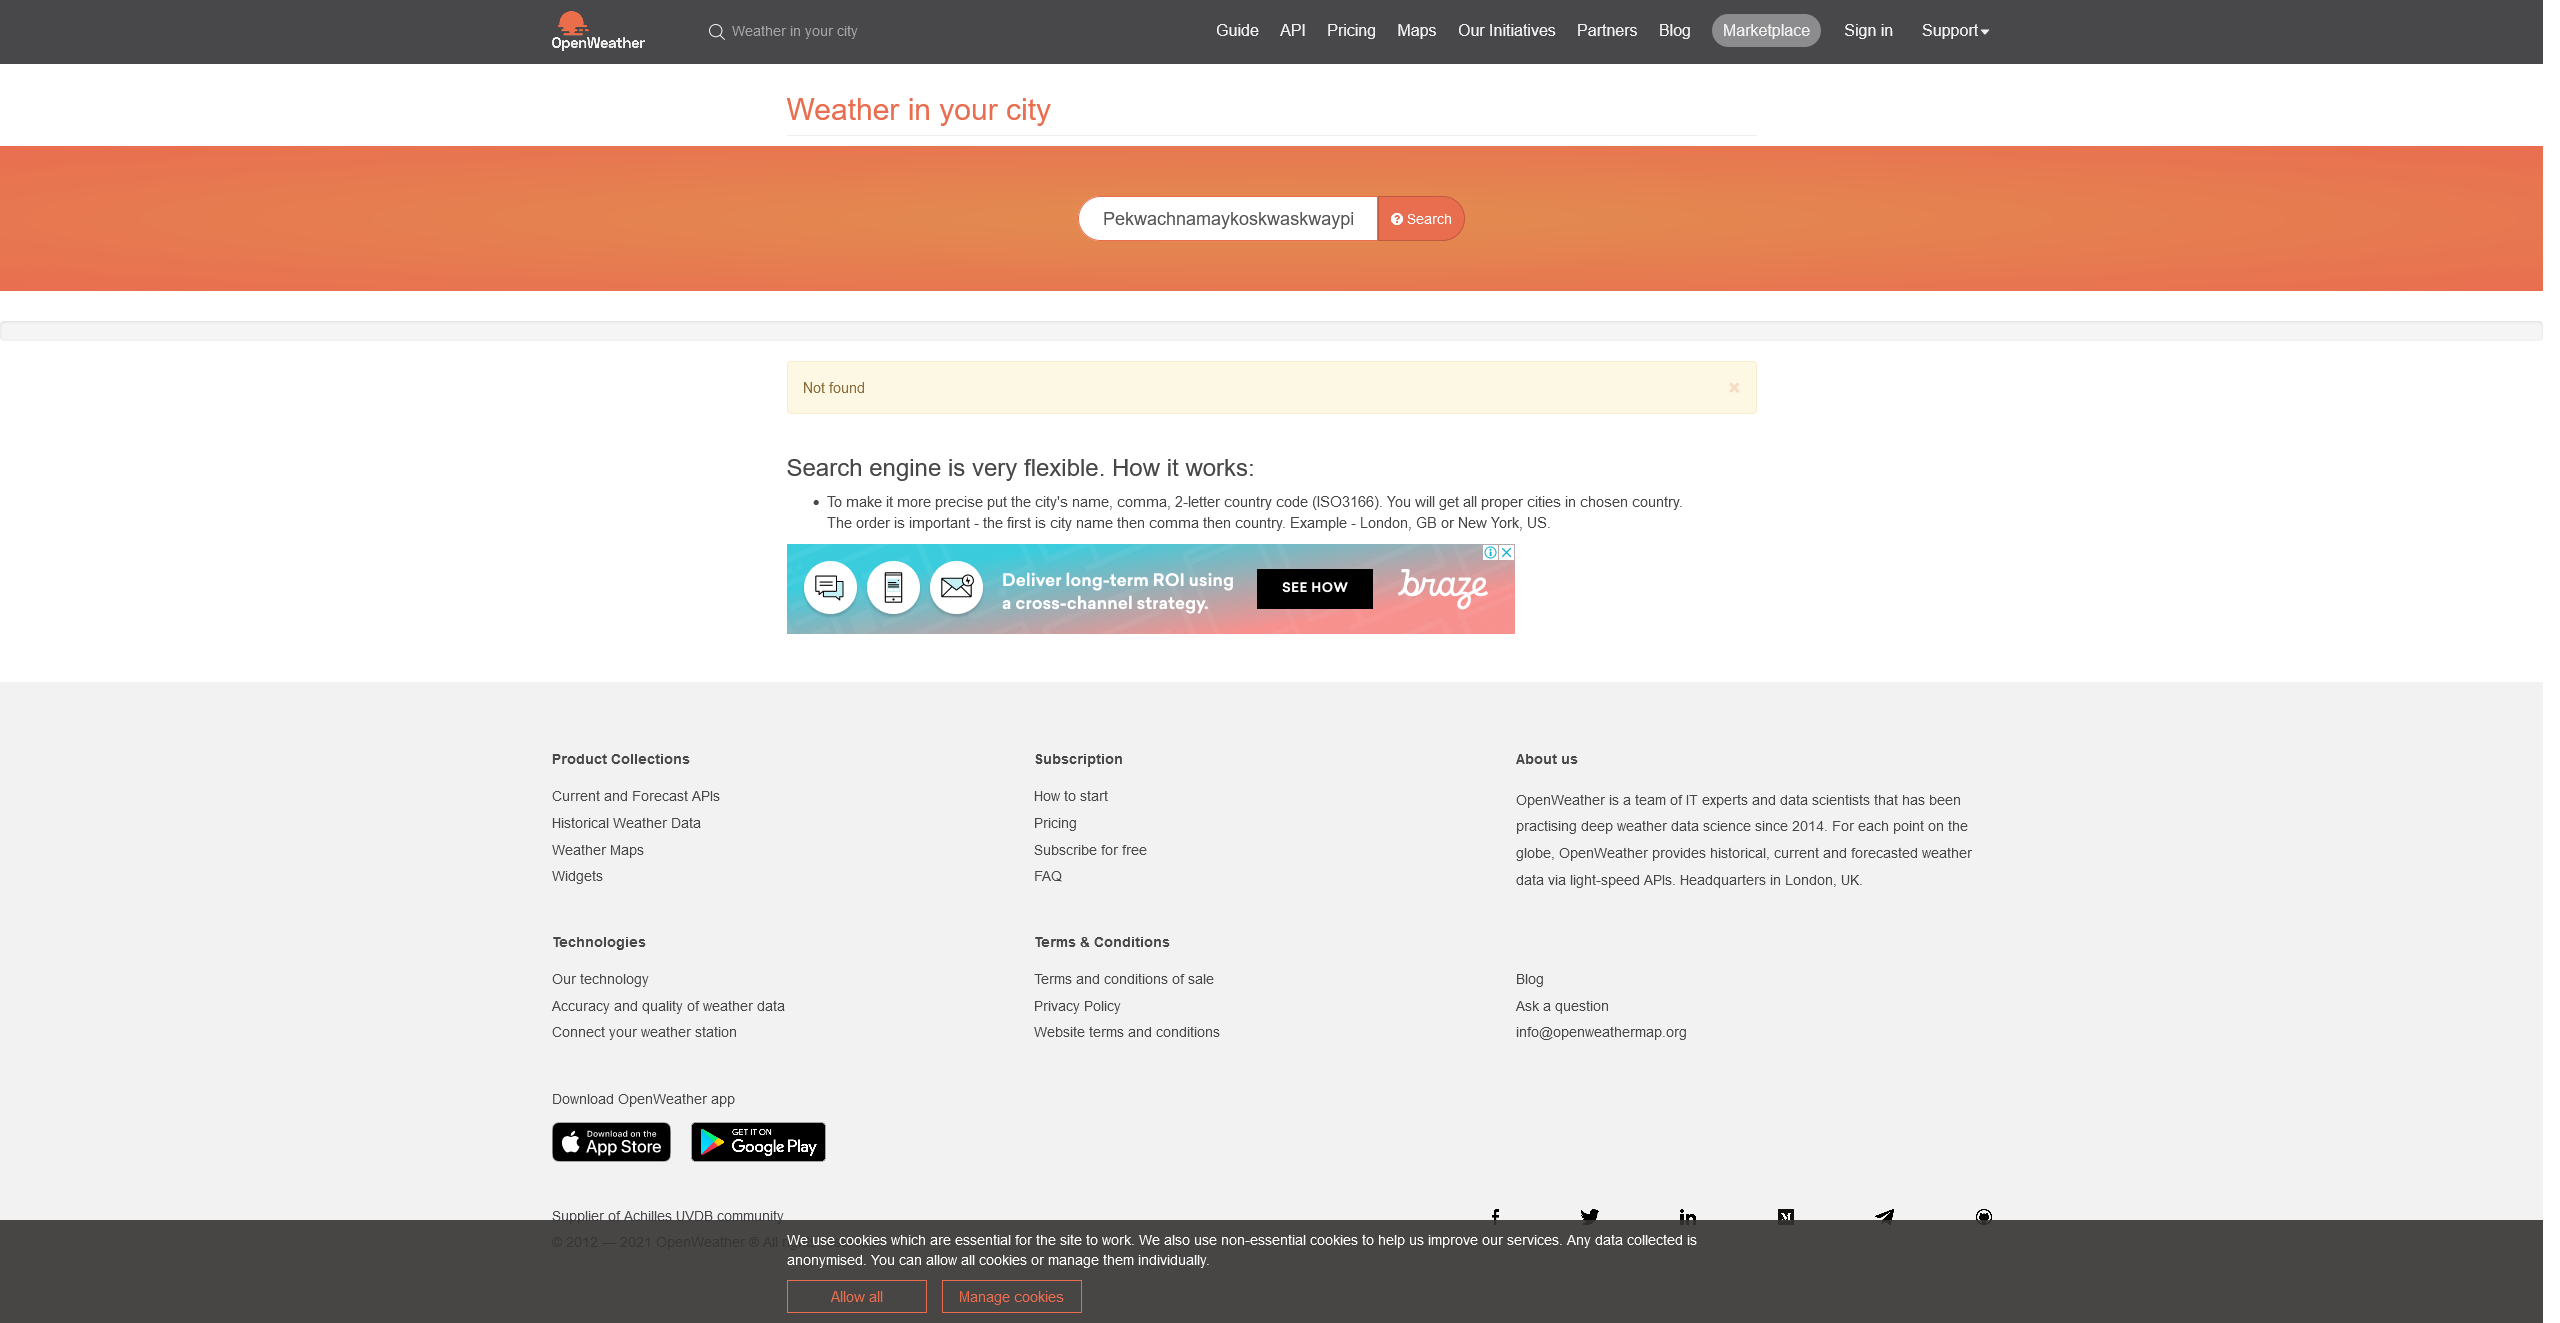 OpenWeather
Weather in your city
Guide API Pricing Maps Our Initiatives Partners Blog Marketplace Sign in Support
Weather in your city
Pekwachnamaykoskwaskwaypi
Search
Not found
Search engine is very flexible. How it works:
To make it more precise put the city's name, comma, 2-letter country code (ISO3166). You will get all proper cities in chosen country.
The order is important - the first is city name then comma then country. Example - London, GB or New York, US.
Deliver long-term ROI using
a cross-channel strategy.
SEE HOW
braze
Product Collections
Current and Forecast APIs
Historical Weather Data
Weather Maps
Widgets
Subscription
How to start
Pricing
Subscribe for free
FAQ
About us
OpenWeather is a team of IT experts and data scientists that has been
practising deep weather data science since 2014. For each point on the
globe, OpenWeather provides historical, current and forecasted weather
data via light-speed APIs. Headquarters in London, UK.
Technologies
Our technology
Accuracy and quality of weather data
Connect your weather station
Terms & Conditions
Terms and conditions of sale
Privacy Policy
Website terms and conditions
Blog
Ask a question
info@openweathermap.org
Download OpenWeather app
Download on the
App Store
GET IT ON
Google Play
Supplier of Achilles UVDB community
© 2012 — 2021 OpenWeather ® All
We use cookies which are essential for the site to work. We also use non-essential cookies to help us improve our services. Any data collected is
anonymised. You can allow all cookies or manage them individually.
Allow all
Manage cookies